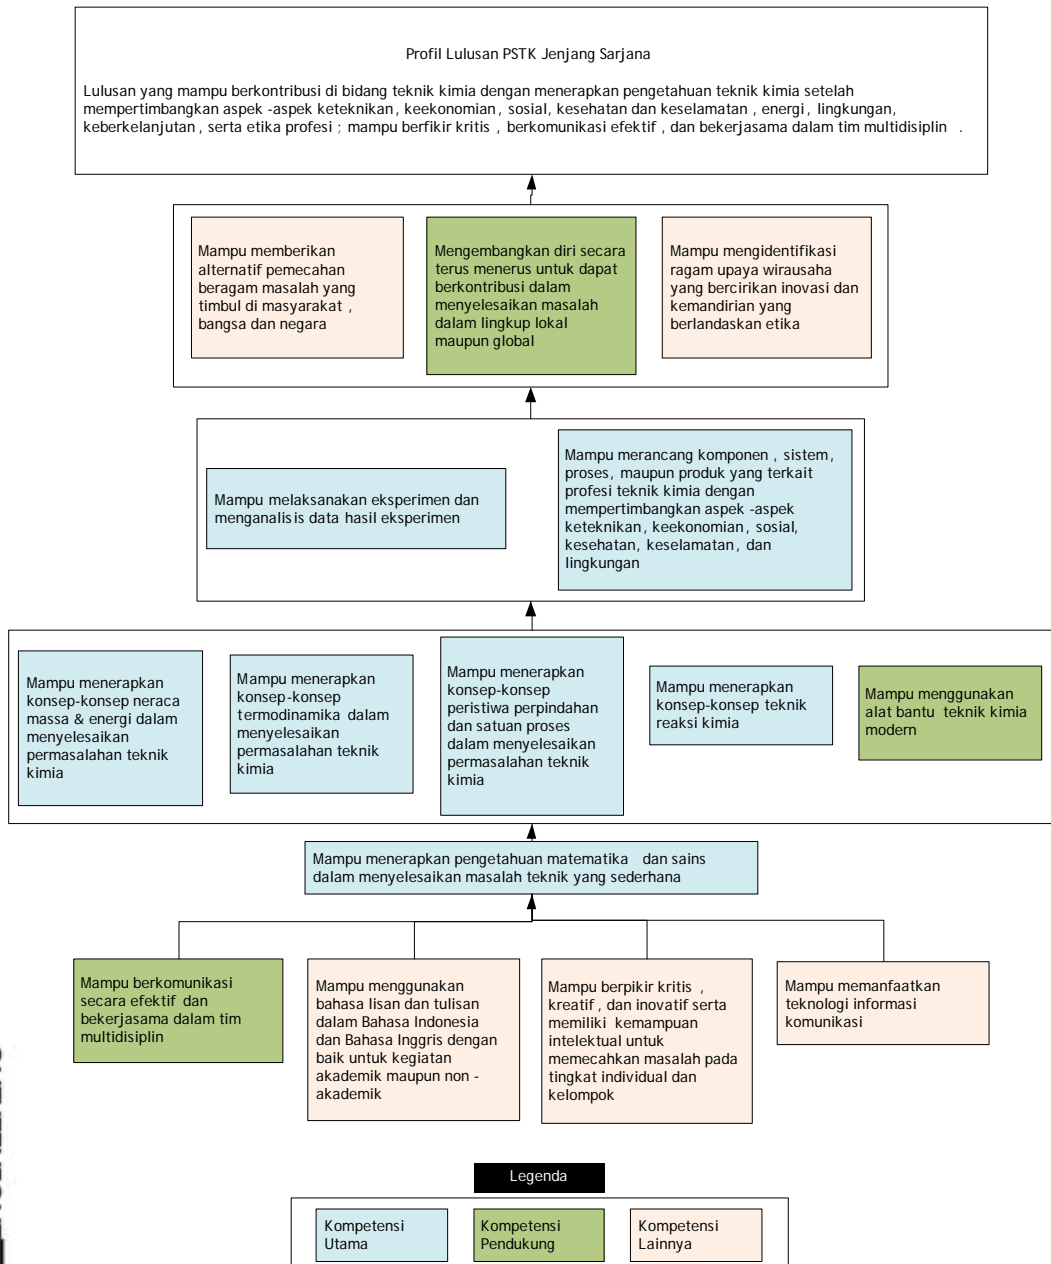 Profil Lulusan PSTK Jenjang Sarjana
Lulusan yang mampu berkontribusi di bidang teknik kimia dengan menerapkan pengetahuan teknik kimia setelah
mempertimbangkan aspek -aspek keteknikan, keekonomian, sosial, kesehatan dan keselamatan , energi, lingkungan,
keberkelanjutan , serta etika profesi ; mampu berfikir kritis , berkomunikasi efektif , dan bekerjasama dalam tim multidisiplin .
Mampu memberikan
alternatif pemecahan
beragam masalah yang
timbul di masyarakat ,
bangsa dan negara
Mengembangkan diri secara
terus menerus untuk dapat
berkontribusi dalam
menyelesaikan masalah
dalam lingkup lokal
maupun global
Mampu mengidentifikasi
ragam upaya wirausaha
yang bercirikan inovasi dan
kemandirian yang
berlandaskan etika
Mampu melaksanakan eksperimen dan
menganalisis data hasil eksperimen
Mampu merancang komponen , sistem,
proses, maupun produk yang terkait
profesi teknik kimia dengan
mempertimbangkan aspek -aspek
keteknikan, keekonomian, sosial,
kesehatan, keselamatan, dan
lingkungan
Mampu menerapkan
konsep-konsep neraca
massa & energi dalam
menyelesaikan
permasalahan teknik
kimia
Mampu menerapkan
konsep-konsep
termodinamika dalam
menyelesaikan
permasalahan teknik
kimia
Mampu menerapkan
konsep-konsep
peristiwa perpindahan
dan satuan proses
dalam menyelesaikan
permasalahan teknik
kimia
Mampu menerapkan
konsep-konsep teknik
reaksi kimia
Mampu menggunakan
alat bantu teknik kimia
modern
Mampu menerapkan pengetahuan matematika dan sains
dalam menyelesaikan masalah teknik yang sederhana
Mampu berkomunikasi
secara efektif dan
bekerjasama dalam tim
multidisiplin
Mampu menggunakan
bahasa lisan dan tulisan
dalam Bahasa Indonesia
dan Bahasa Inggris dengan
baik untuk kegiatan
akademik maupun non -
akademik
Mampu berpikir kritis ,
kreatif, dan inovatif serta
memiliki kemampuan
intelektual untuk
memecahkan masalah pada
tingkat individual dan
kelompok
Mampu memanfaatkan
teknologi informasi
komunikasi
Legenda
Kompetensi
Utama
Kompetensi
Pendukung
Kompetensi
Lainnya